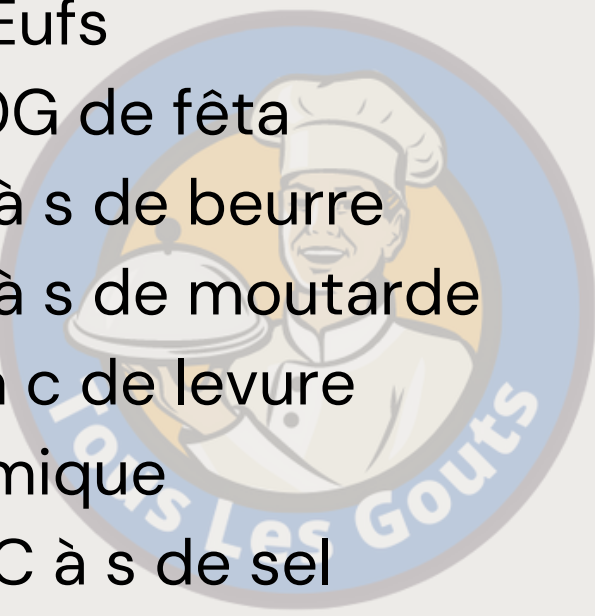 Eufs
0G de fêta
à s de beurre
à s de moutarde
à c de levure
mique
C à s de sel
Tous Les Gouts